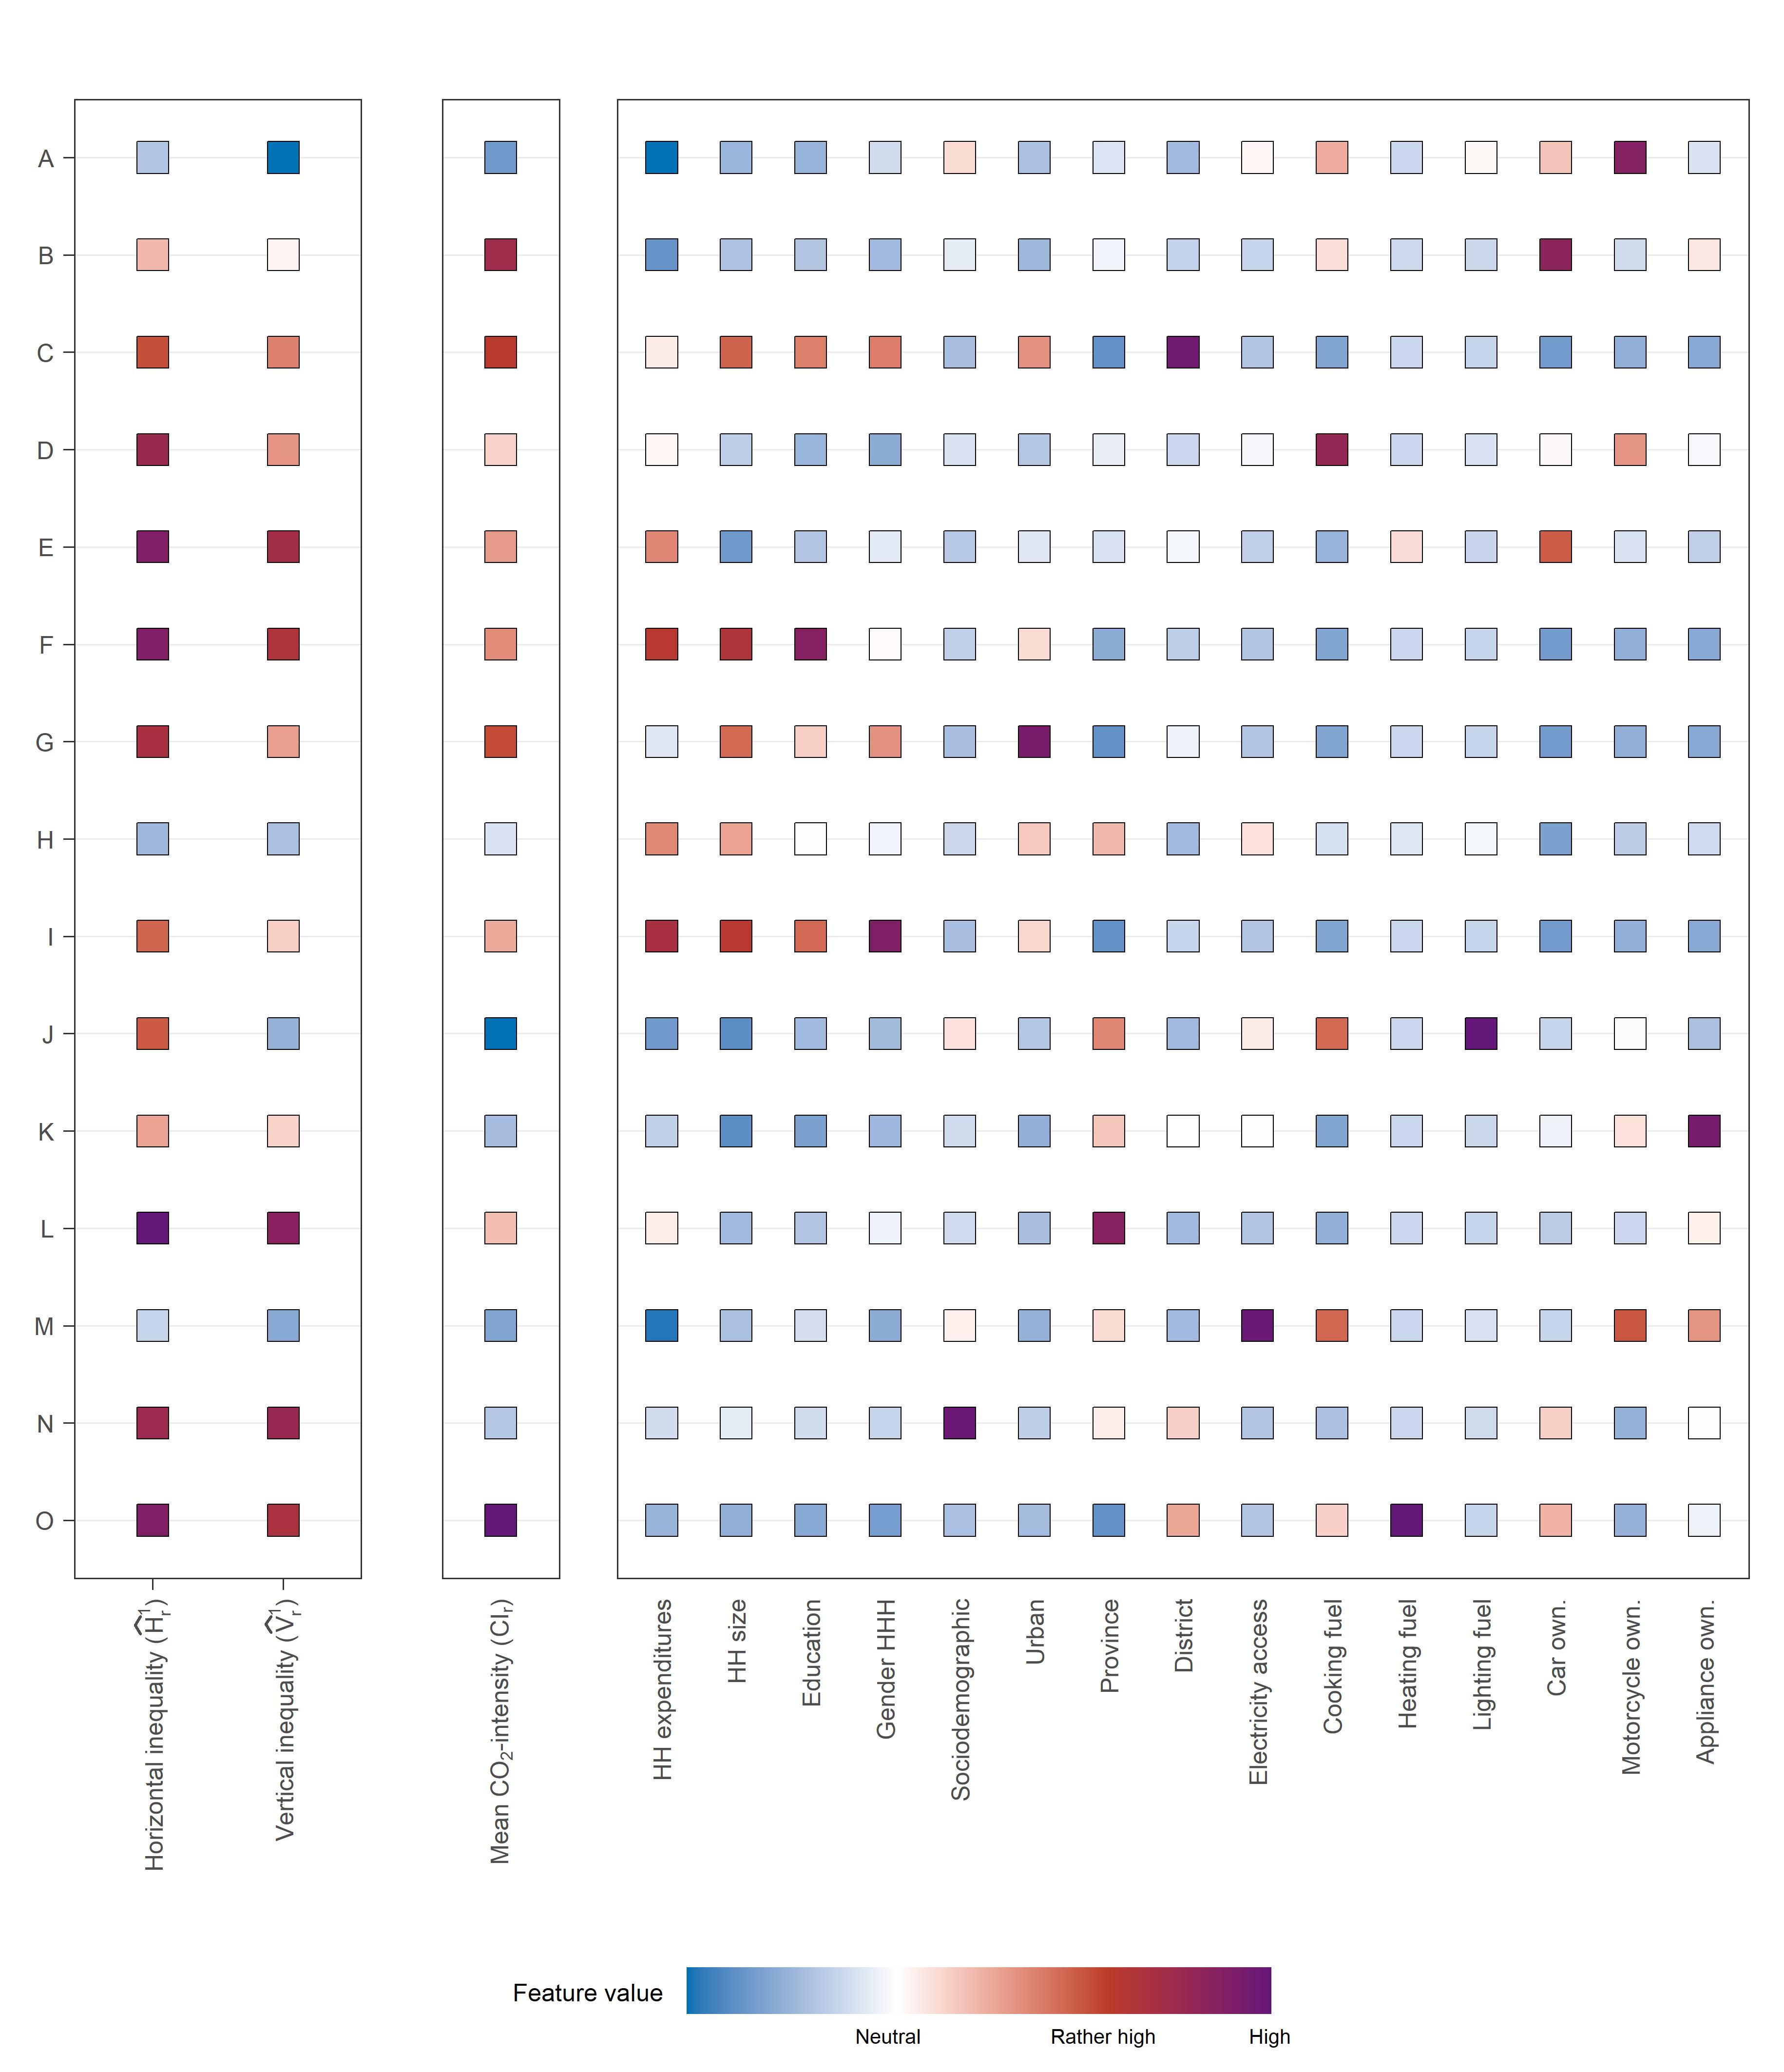 A
B
C
D
E
F
G
H
I
J
K
L
M
N
O
Horizontal inequality (Ĥ¹ᵣ)
Vertical inequality (V̂¹ᵣ)
Mean CO₂-intensity (CIᵣ)
HH expenditures
HH size
Education
Gender HHH
Sociodemographic
Urban
Province
District
Electricity access
Cooking fuel
Heating fuel
Lighting fuel
Car own.
Motorcycle own.
Appliance own.
Feature value
Neutral
Rather high
High